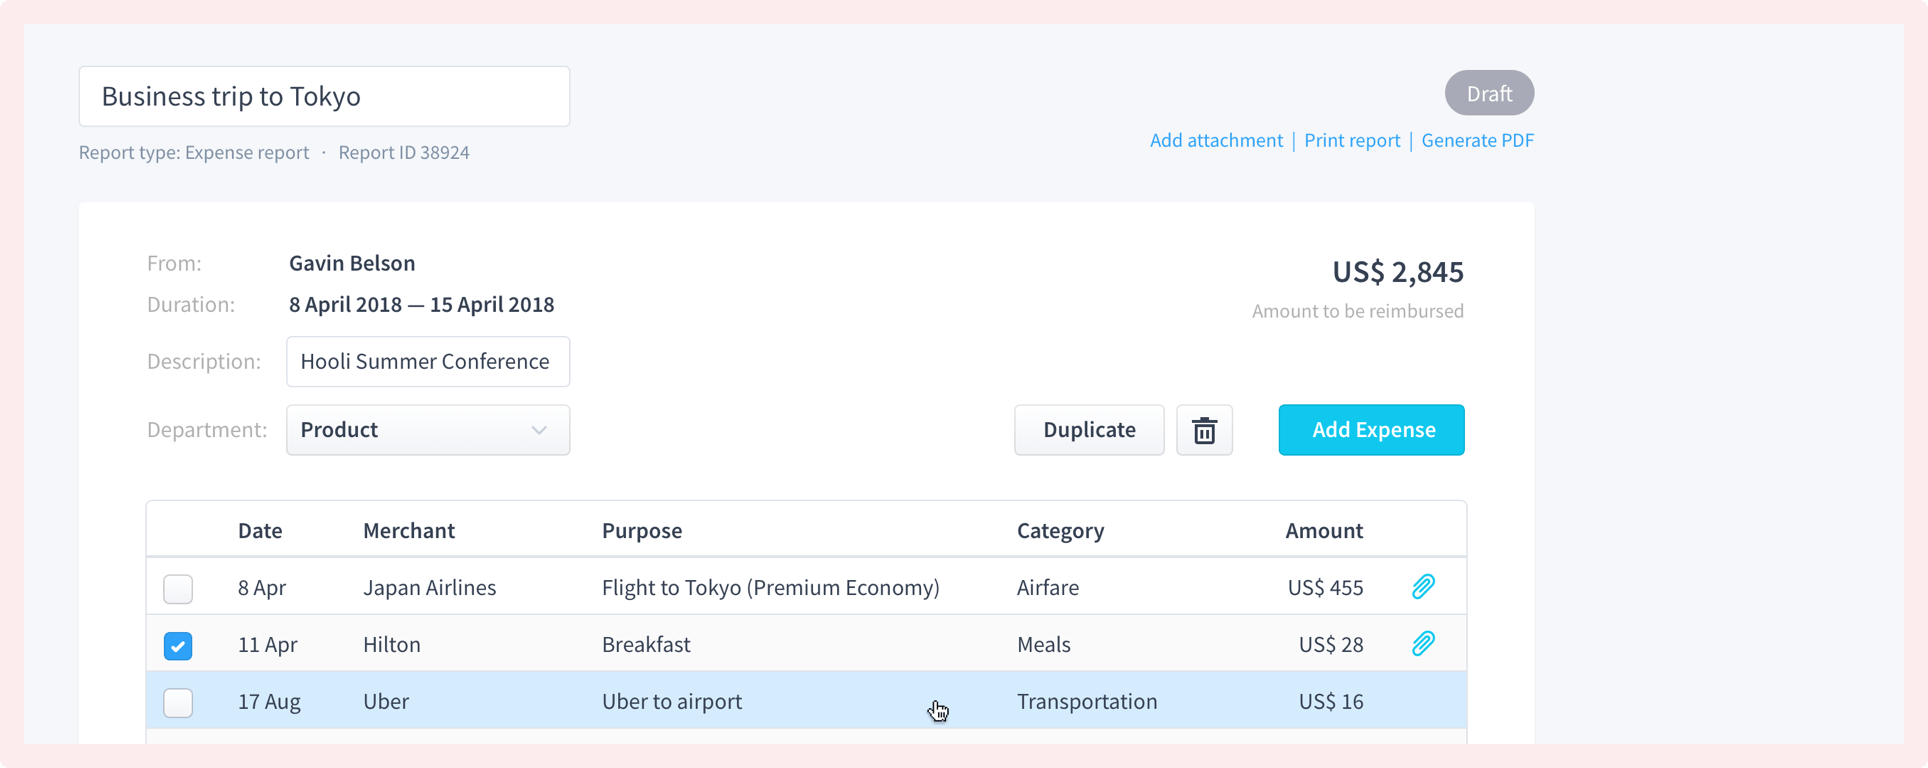 Business trip to Tokyo
Draft
Report type: Expense report · Report ID 38924
Add attachment | Print report | Generate PDF
From: Gavin Belson
US$ 2,845
Duration: 8 April 2018 — 15 April 2018
Amount to be reimbursed
Description: Hooli Summer Conference
Department: Product
Duplicate
Add Expense
Date Merchant Purpose Category Amount
8 Apr Japan Airlines Flight to Tokyo (Premium Economy) Airfare US$ 455
11 Apr Hilton Breakfast Meals US$ 28
17 Aug Uber Uber to airport Transportation US$ 16